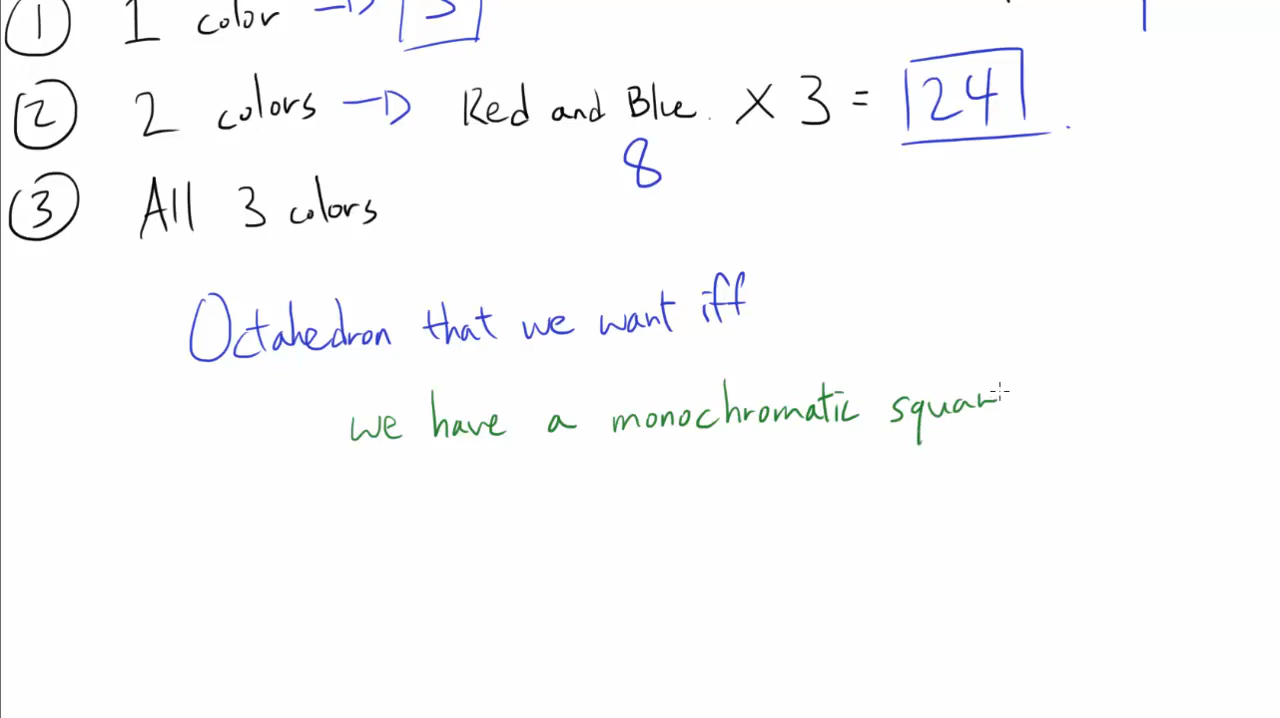 ① 1 color → 3
② 2 colors → Red and Blue. × 3 = 24.
8
③ All 3 colors
Octahedron that we want iff
we have a monochromatic squar